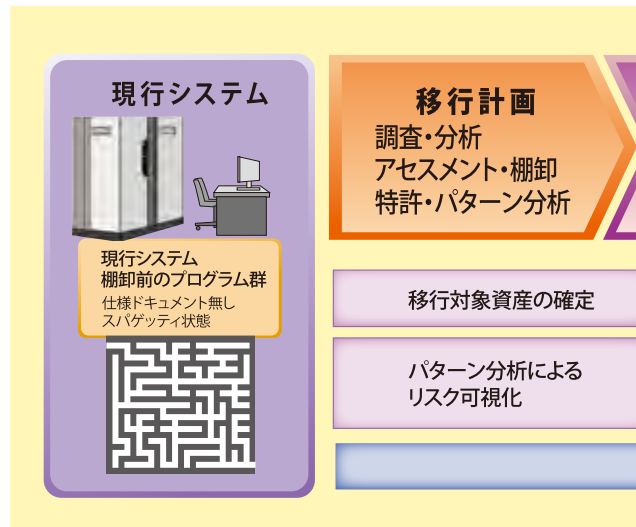 現行システム
現行システム
棚卸前のプログラム群
仕様ドキュメント無し
スパゲッティ状態
移行計画
調査・分析
アセスメント・棚卸
特許・パターン分析
移行対象資産の確定
パターン分析による
リスク可視化